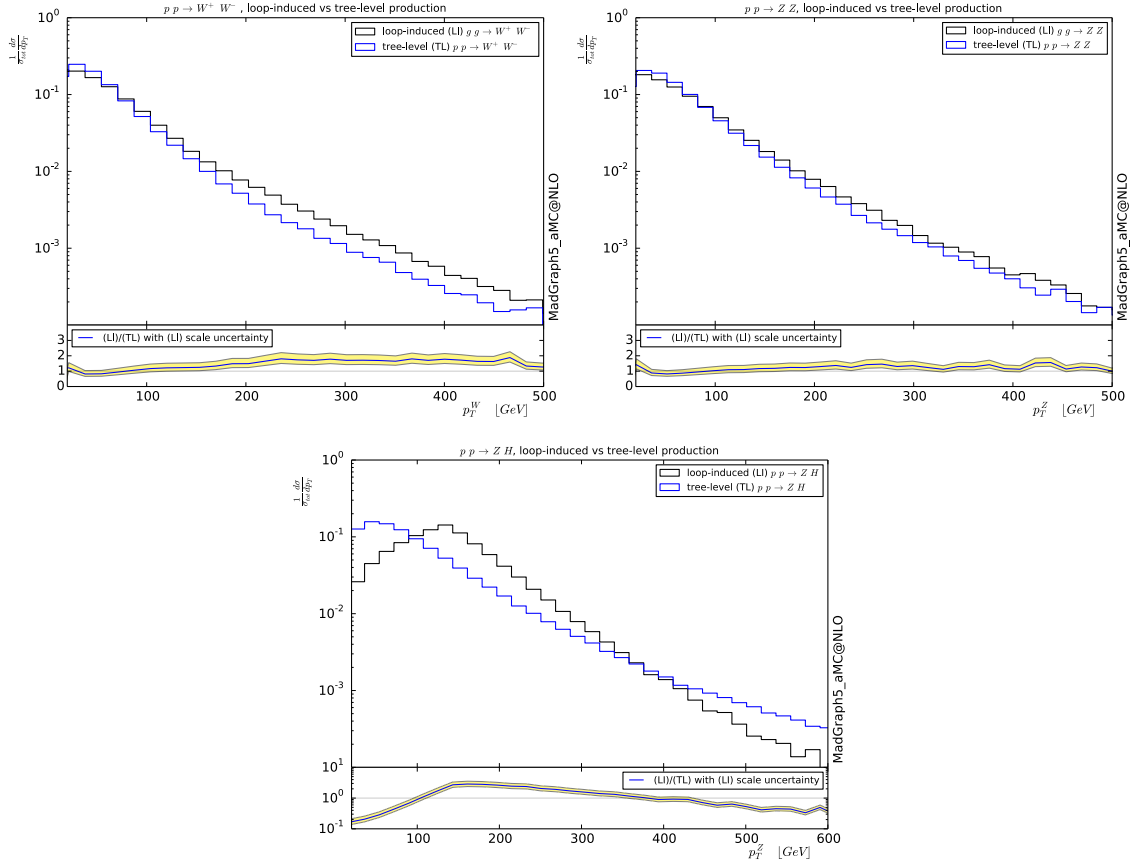 p p → W⁺ W⁻ , loop-induced vs tree-level production
1/σ_tot dσ/dp_T
10⁰
10⁻¹
10⁻²
10⁻³
loop-induced (LI) g g → W⁺ W⁻
tree-level (TL) p p → W⁺ W⁻
MadGraph5_aMC@NLO
(LI)/(TL) with (LI) scale uncertainty
3
2
1
0
100 200 300 400 500
p_T^W [GeV]
p p → Z Z, loop-induced vs tree-level production
1/σ_tot dσ/dp_T
10⁰
10⁻¹
10⁻²
10⁻³
loop-induced (LI) g g → Z Z
tree-level (TL) p p → Z Z
MadGraph5_aMC@NLO
(LI)/(TL) with (LI) scale uncertainty
3
2
1
0
100 200 300 400 500
p_T^Z [GeV]
p p → Z H, loop-induced vs tree-level production
1/σ_tot dσ/dp_T
10⁰
10⁻¹
10⁻²
10⁻³
loop-induced (LI) p p → Z H
tree-level (TL) p p → Z H
MadGraph5_aMC@NLO
(LI)/(TL) with (LI) scale uncertainty
10¹
10⁰
10⁻¹
100 200 300 400 500 600
p_T^Z [GeV]